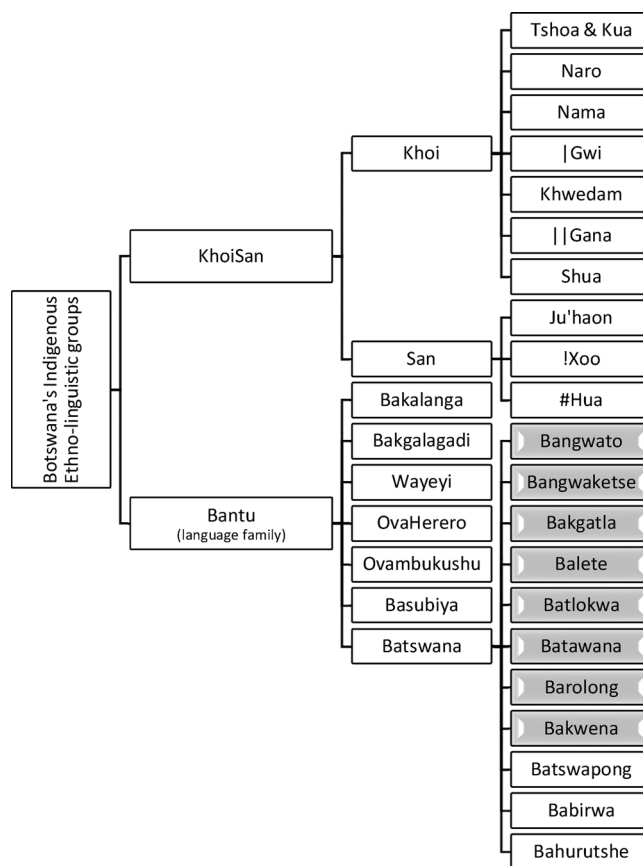 Botswana's Indigenous
Ethno-linguistic groups
KhoiSan
Khoi
Tshoa & Kua
Naro
Nama
|Gwi
Khwedam
||Gana
Shua
San
Ju'haon
!Xoo
#Hua
Bantu
(language family)
Bakalanga
Bakgalagadi
Wayeyi
OvaHerero
Ovambukushu
Basubiya
Batswana
Bangwato
Bangwaketse
Bakgatla
Balete
Batlokwa
Batawana
Barolong
Bakwena
Batswapong
Babirwa
Bahurutshe